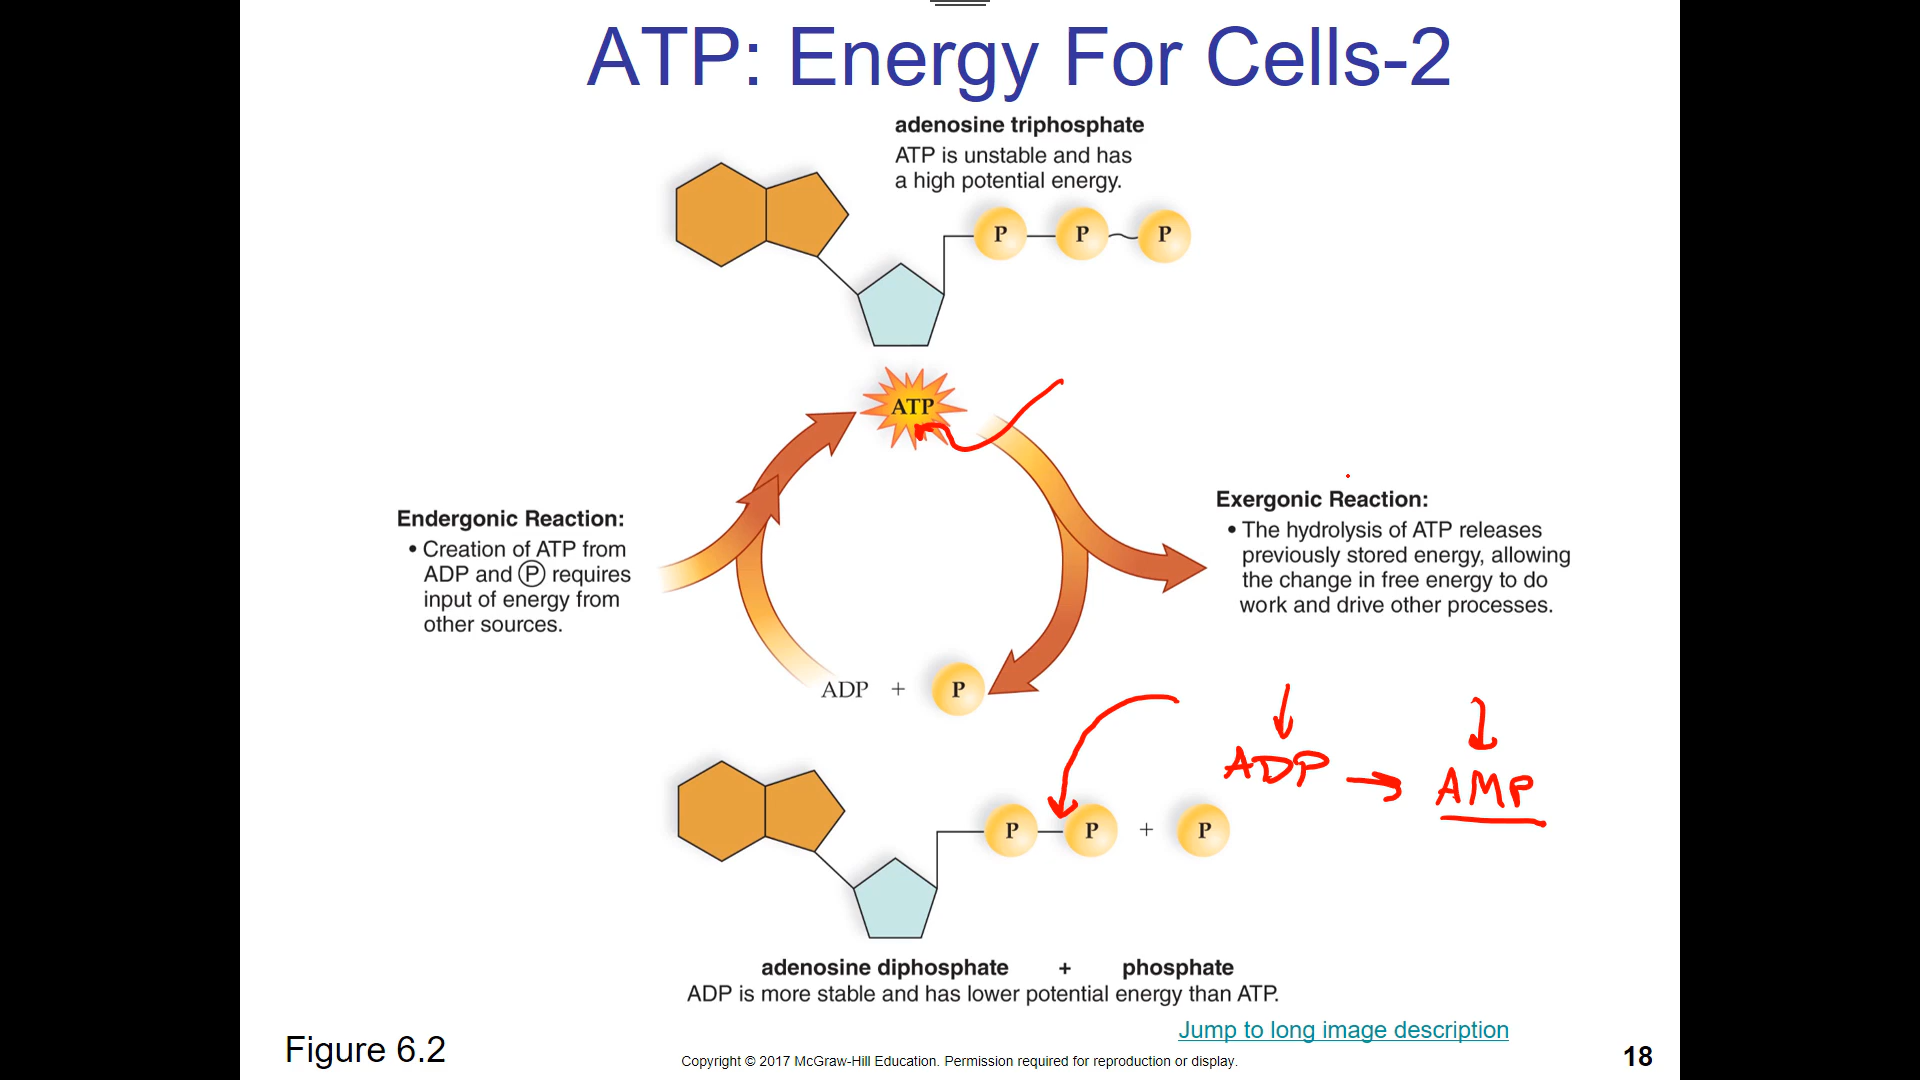 ATP: Energy For Cells-2
adenosine triphosphate
ATP is unstable and has
a high potential energy.
P P P
ATP
Endergonic Reaction:
• Creation of ATP from
ADP and Ⓟ requires
input of energy from
other sources.
Exergonic Reaction:
• The hydrolysis of ATP releases
previously stored energy, allowing
the change in free energy to do
work and drive other processes.
ADP + P
ADP → AMP
P P + P
adenosine diphosphate + phosphate
ADP is more stable and has lower potential energy than ATP.
Jump to long image description
Figure 6.2
Copyright © 2017 McGraw-Hill Education. Permission required for reproduction or display.
18